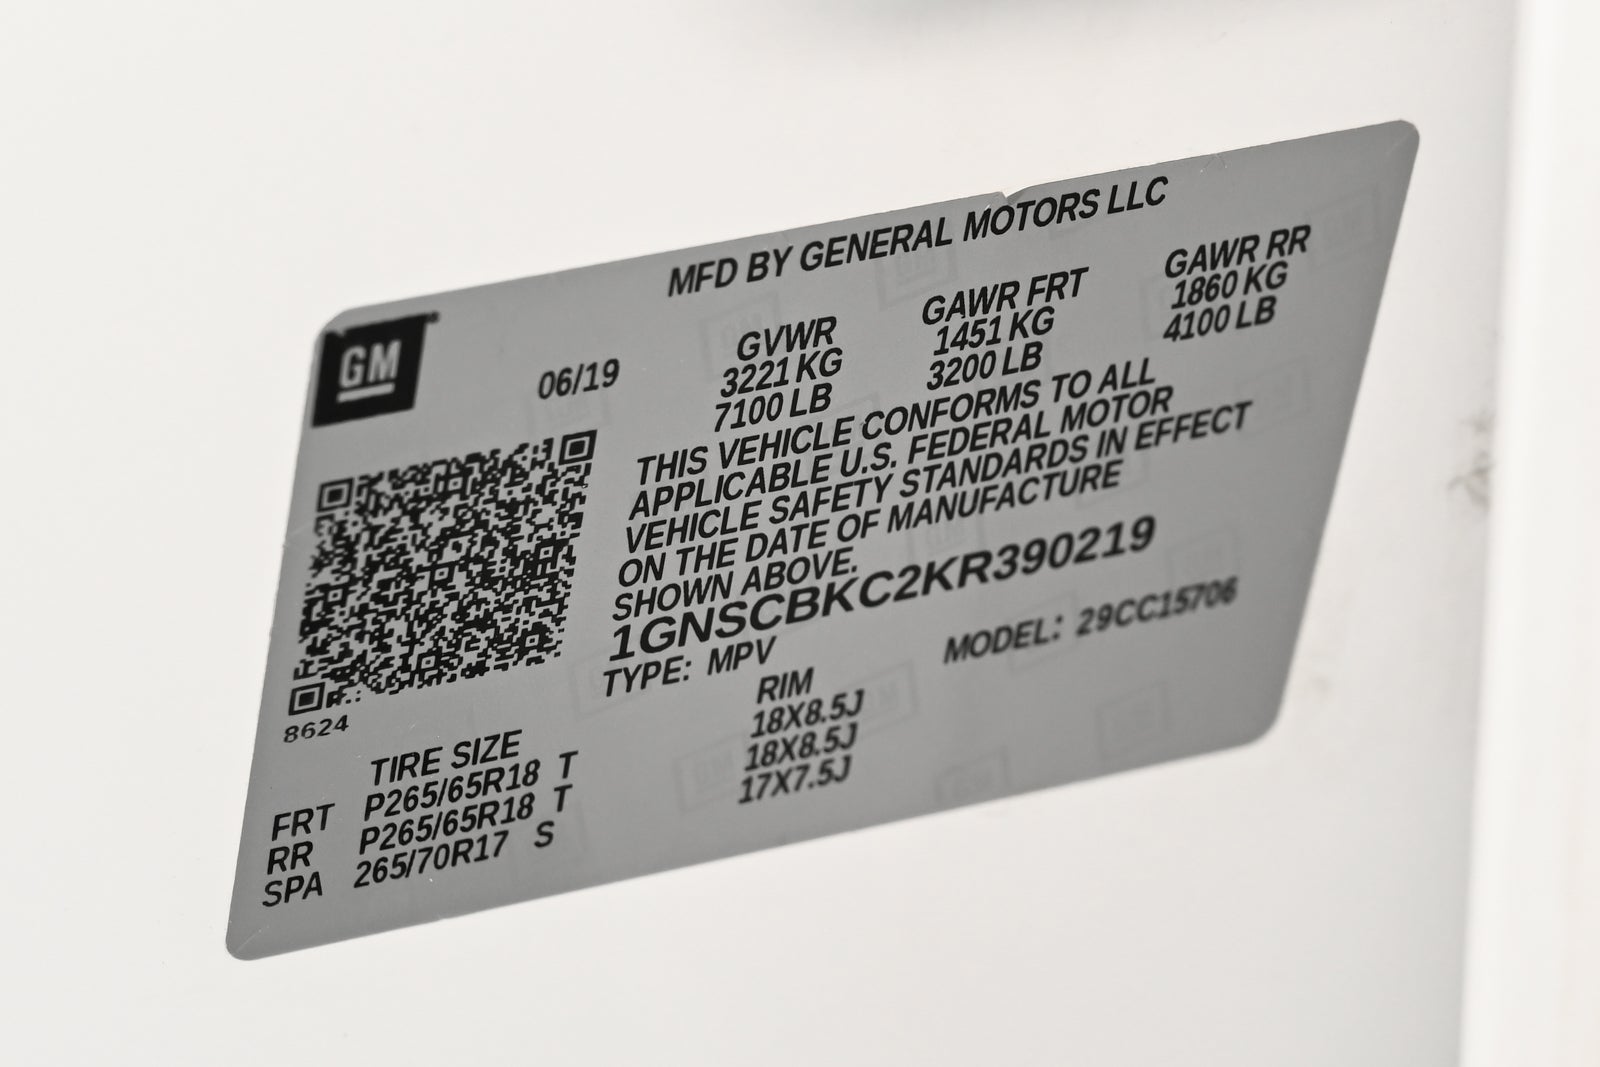 MFD BY GENERAL MOTORS LLC
GM
06/19
GVWR GAWR FRT GAWR RR
3221 KG 1451 KG 1860 KG
7100 LB 3200 LB 4100 LB
THIS VEHICLE CONFORMS TO ALL
APPLICABLE U.S. FEDERAL MOTOR
VEHICLE SAFETY STANDARDS IN EFFECT
ON THE DATE OF MANUFACTURE
SHOWN ABOVE.
1GNSCBKC2KR390219
TYPE: MPV MODEL: 29CC15706
8624
TIRE SIZE RIM
FRT P265/65R18 T 18X8.5J
RR P265/65R18 T 18X8.5J
SPA 265/70R17 S 17X7.5J